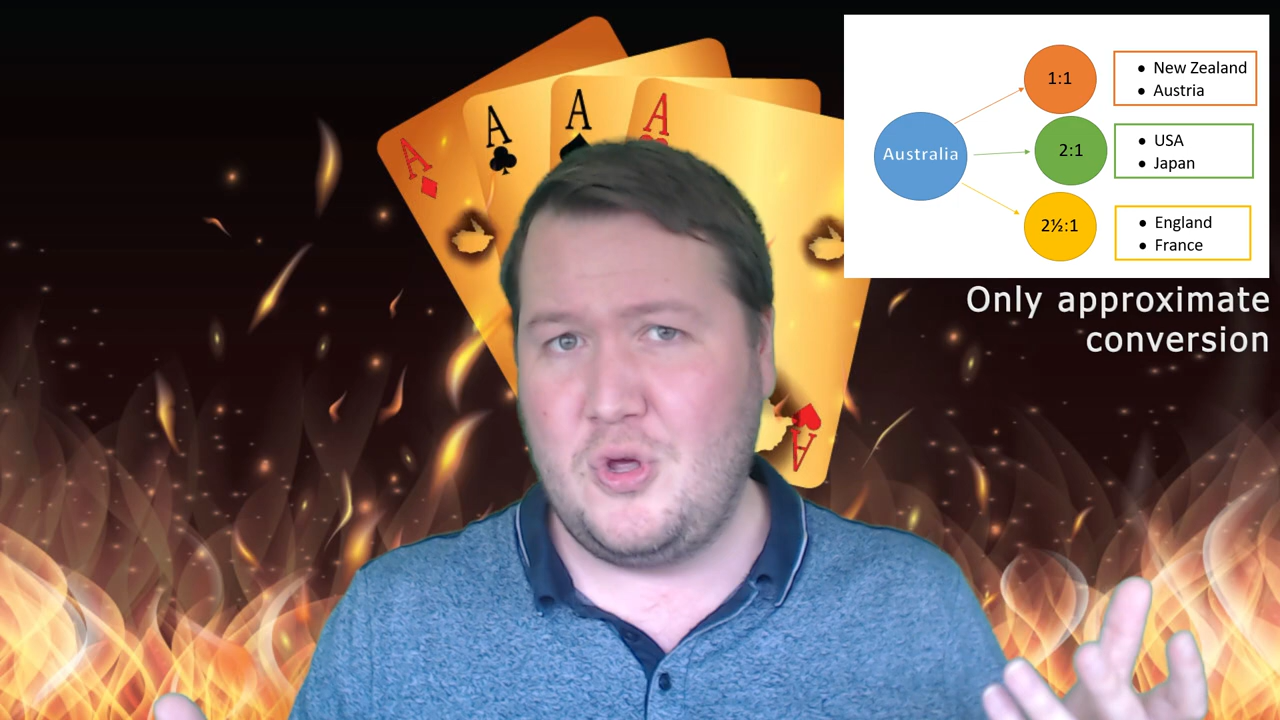 A
A
A
A
A
Australia
1:1
• New Zealand
• Austria
2:1
• USA
• Japan
2½:1
• England
• France
Only approximate
conversion